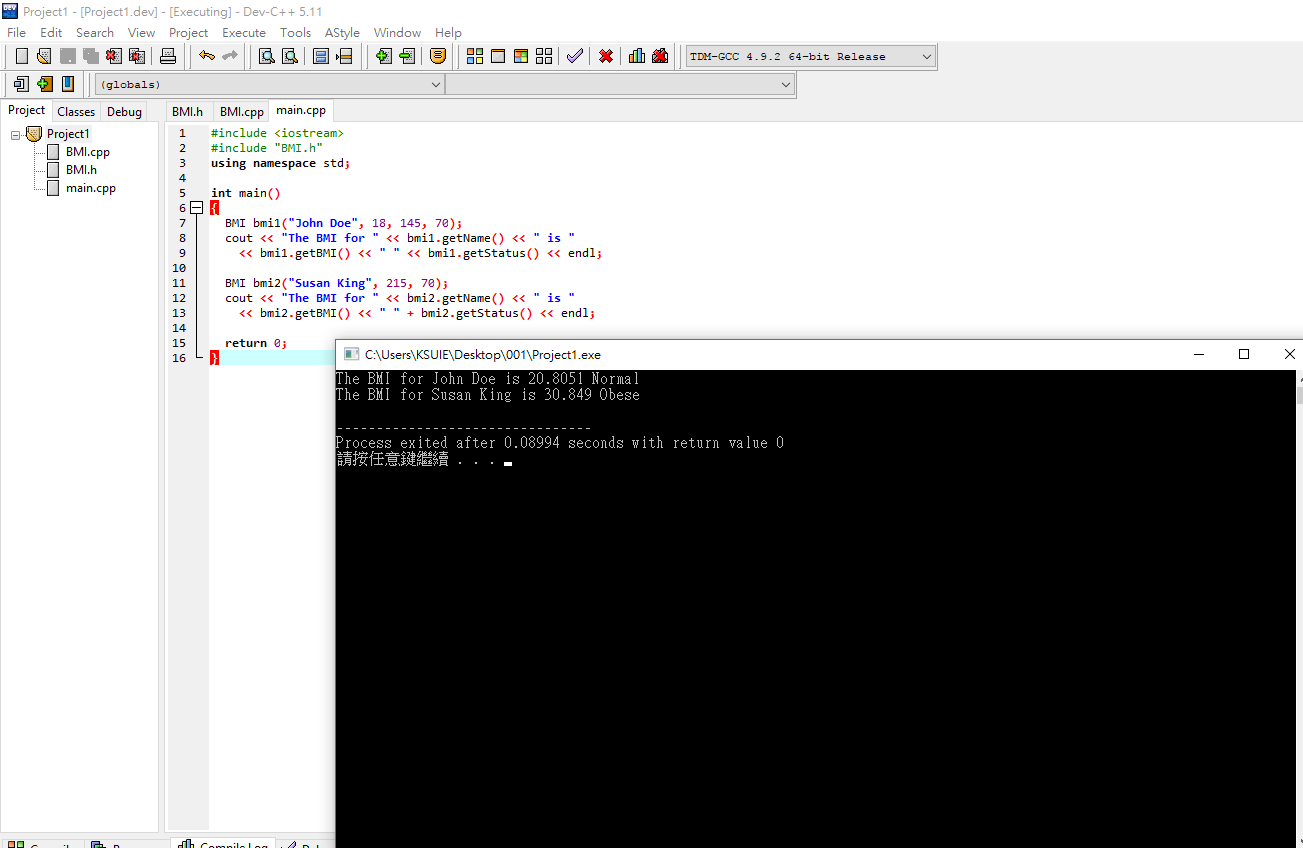 Project1 - [Project1.dev] - [Executing] - Dev-C++ 5.11
File Edit Search View Project Execute Tools AStyle Window Help
TDM-GCC 4.9.2 64-bit Release
(globals)
Project Classes Debug
BMI.h BMI.cpp main.cpp
Project1
BMI.cpp
BMI.h
main.cpp
1 #include <iostream>
2 #include "BMI.h"
3 using namespace std;
4
5 int main()
6 {
7 BMI bmi1("John Doe", 18, 145, 70);
8 cout << "The BMI for " << bmi1.getName() << " is "
9 << bmi1.getBMI() << " " << bmi1.getStatus() << endl;
10
11 BMI bmi2("Susan King", 215, 70);
12 cout << "The BMI for " << bmi2.getName() << " is "
13 << bmi2.getBMI() << " " + bmi2.getStatus() << endl;
14
15 return 0;
16 }
C:\Users\KSUIE\Desktop\001\Project1.exe
The BMI for John Doe is 20.8051 Normal
The BMI for Susan King is 30.849 Obese
--------------------------------
Process exited after 0.08994 seconds with return value 0
請按任意鍵繼續 . . .
Compile Log